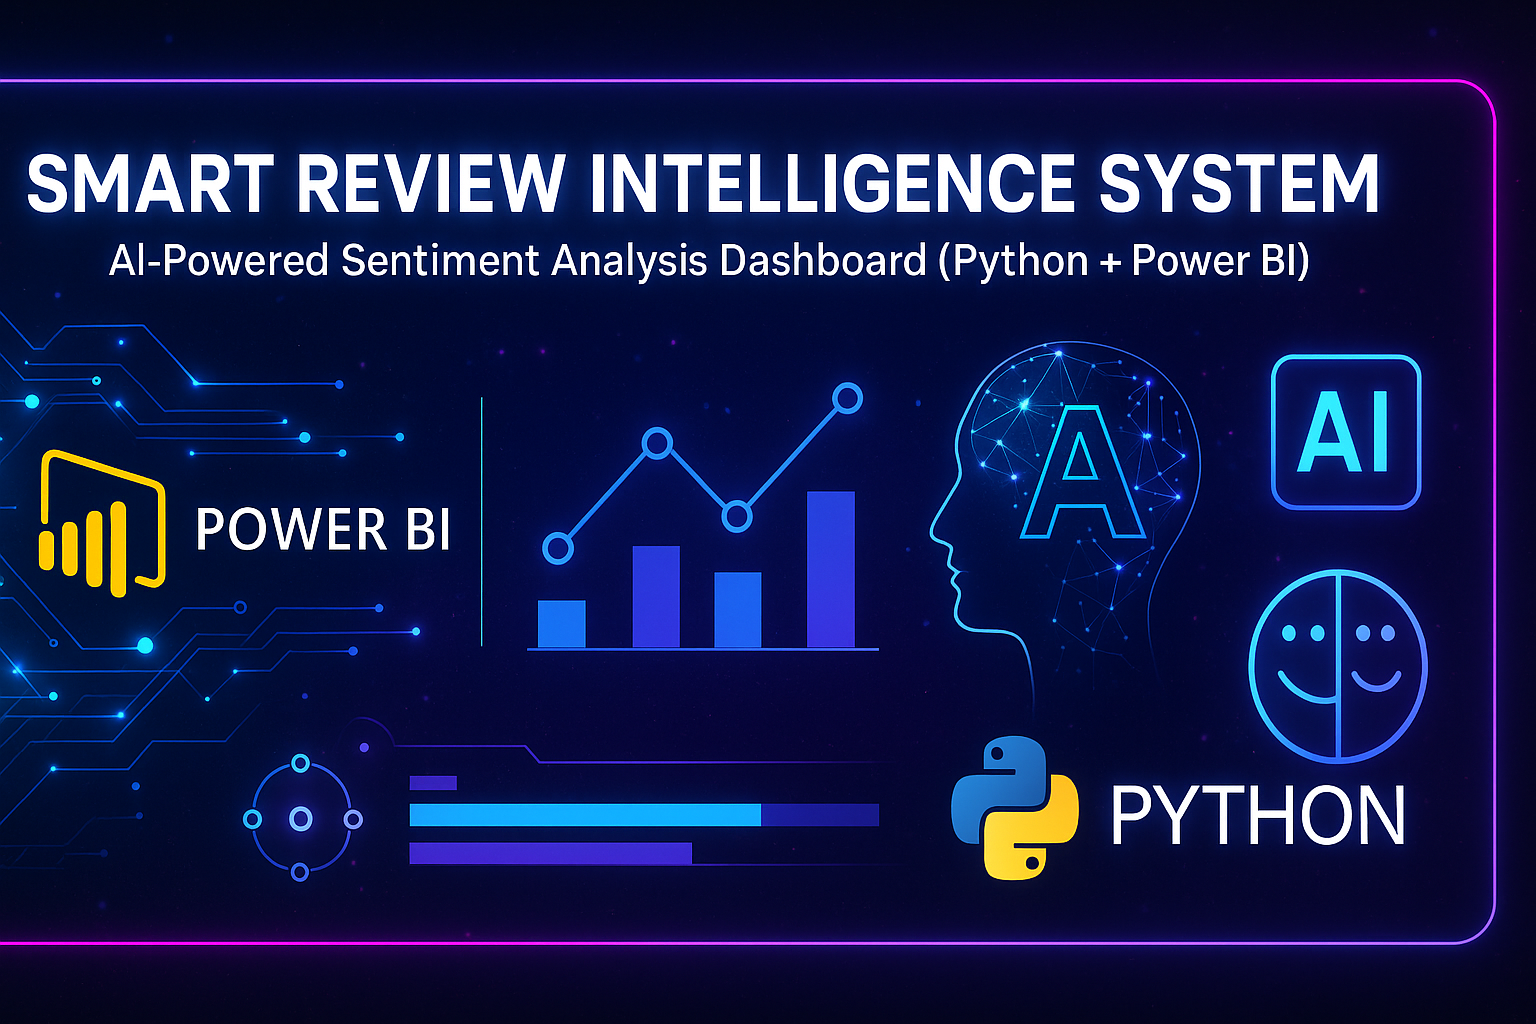 SMART REVIEW INTELLIGENCE SYSTEM
AI-Powered Sentiment Analysis Dashboard (Python + Power BI)
POWER BI
A
AI
PYTHON